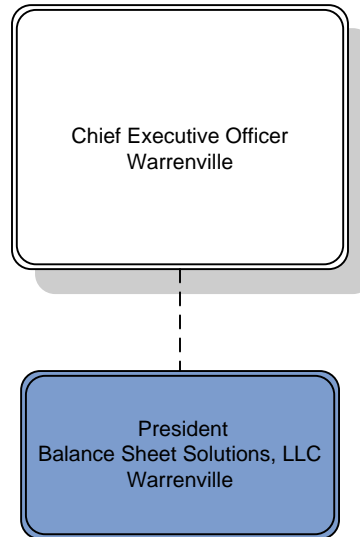 Chief Executive Officer
Warrenville
President
Balance Sheet Solutions, LLC
Warrenville